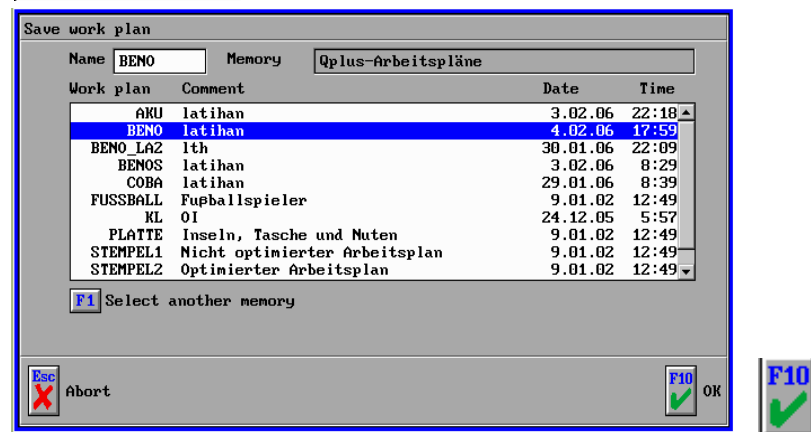 Save work plan
Name BENO Memory Qplus-Arbeitspläne
Work plan Comment Date Time
AKU latihan 3.02.06 22:18
BENO latihan 4.02.06 17:59
BENO_LA2 lth 30.01.06 22:09
BENOS latihan 3.02.06 8:29
COBA latihan 29.01.06 8:39
FUSSBALL Fußballspieler 9.01.02 12:49
KL OI 24.12.05 5:57
PLATTE Inseln, Tasche und Nuten 9.01.02 12:49
STEMPEL1 Nicht optimierter Arbeitsplan 9.01.02 12:49
STEMPEL2 Optimierter Arbeitsplan 9.01.02 12:49
F1 Select another memory
Esc Abort F10 OK F10